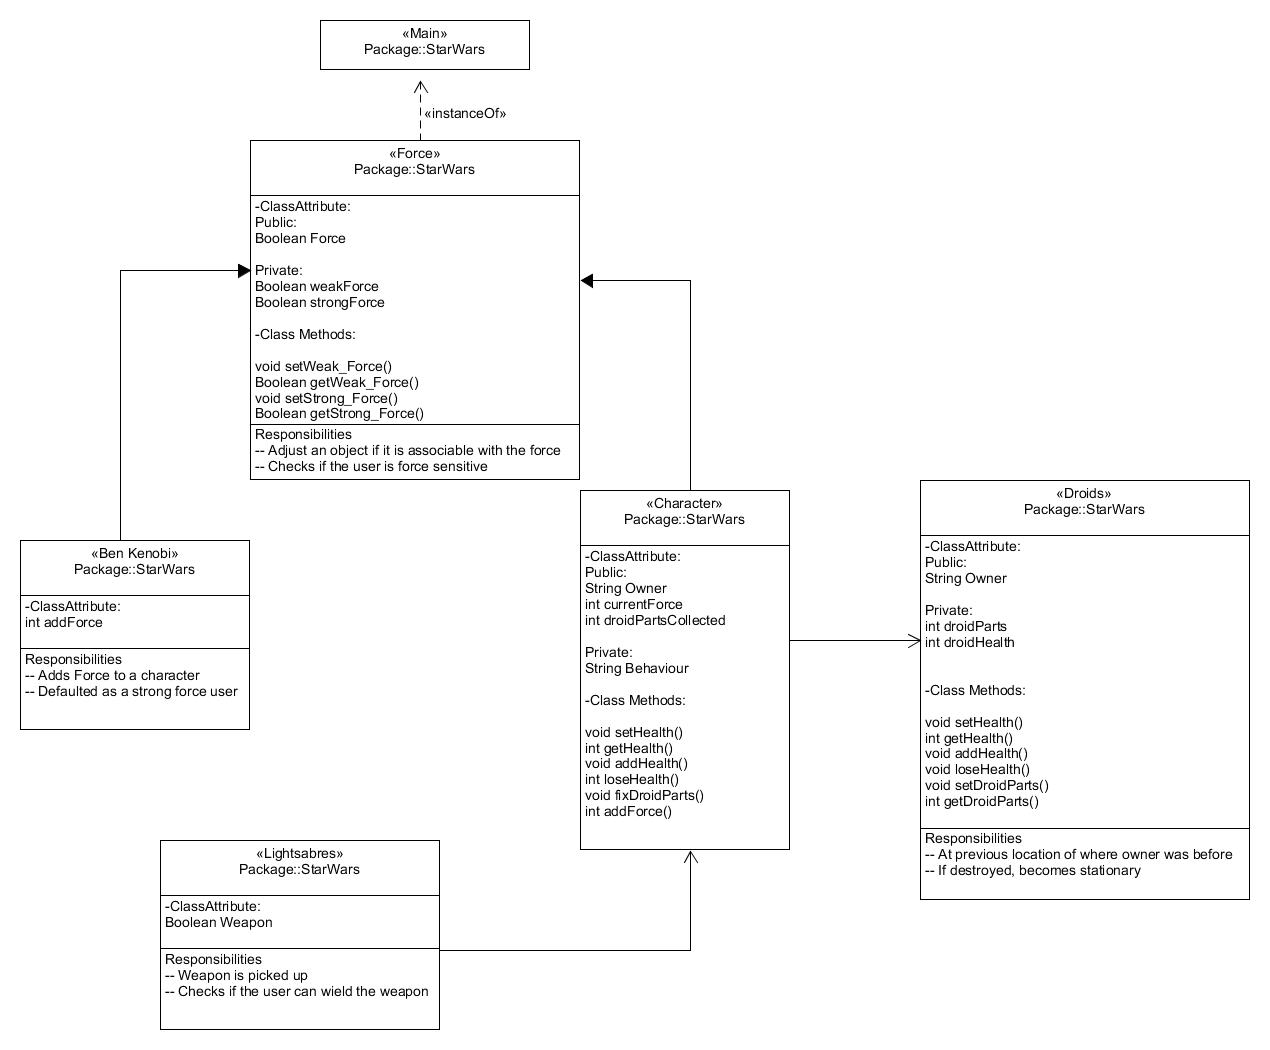 «Main»
Package::StarWars
«instanceOf»
«Force»
Package::StarWars
-ClassAttribute:
Public:
Boolean Force
Private:
Boolean weakForce
Boolean strongForce
-Class Methods:
void setWeak_Force()
Boolean getWeak_Force()
void setStrong_Force()
Boolean getStrong_Force()
Responsibilities
-- Adjust an object if it is associable with the force
-- Checks if the user is force sensitive
«Ben Kenobi»
Package::StarWars
-ClassAttribute:
int addForce
Responsibilities
-- Adds Force to a character
-- Defaulted as a strong force user
«Character»
Package::StarWars
-ClassAttribute:
Public:
String Owner
int currentForce
int droidPartsCollected
Private:
String Behaviour
-Class Methods:
void setHealth()
int getHealth()
void addHealth()
int loseHealth()
void fixDroidParts()
int addForce()
«Droids»
Package::StarWars
-ClassAttribute:
Public:
String Owner
Private:
int droidParts
int droidHealth
-Class Methods:
void setHealth()
int getHealth()
void addHealth()
void loseHealth()
void setDroidParts()
int getDroidParts()
Responsibilities
-- At previous location of where owner was before
-- If destroyed, becomes stationary
«Lightsabres»
Package::StarWars
-ClassAttribute:
Boolean Weapon
Responsibilities
-- Weapon is picked up
-- Checks if the user can wield the weapon